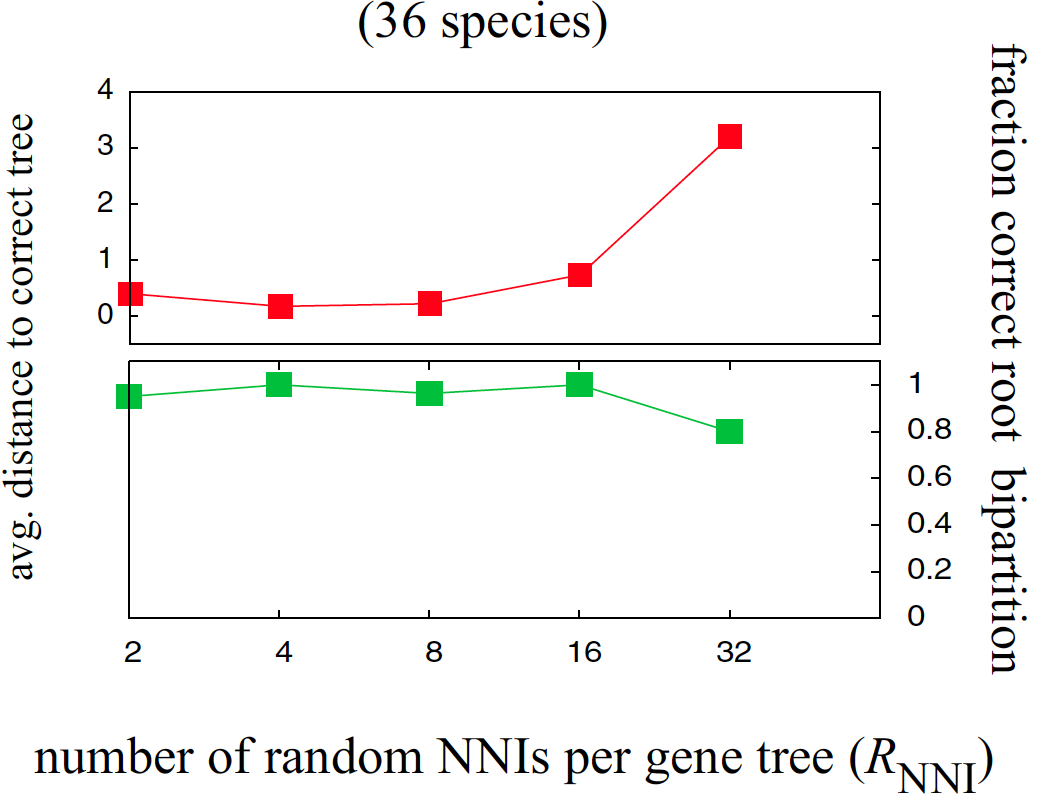 (36 species)
avg. distance to correct tree
4
3
2
1
0
fraction correct root bipartition
1
0.8
0.6
0.4
0.2
0
2 4 8 16 32
number of random NNIs per gene tree (RNNI)